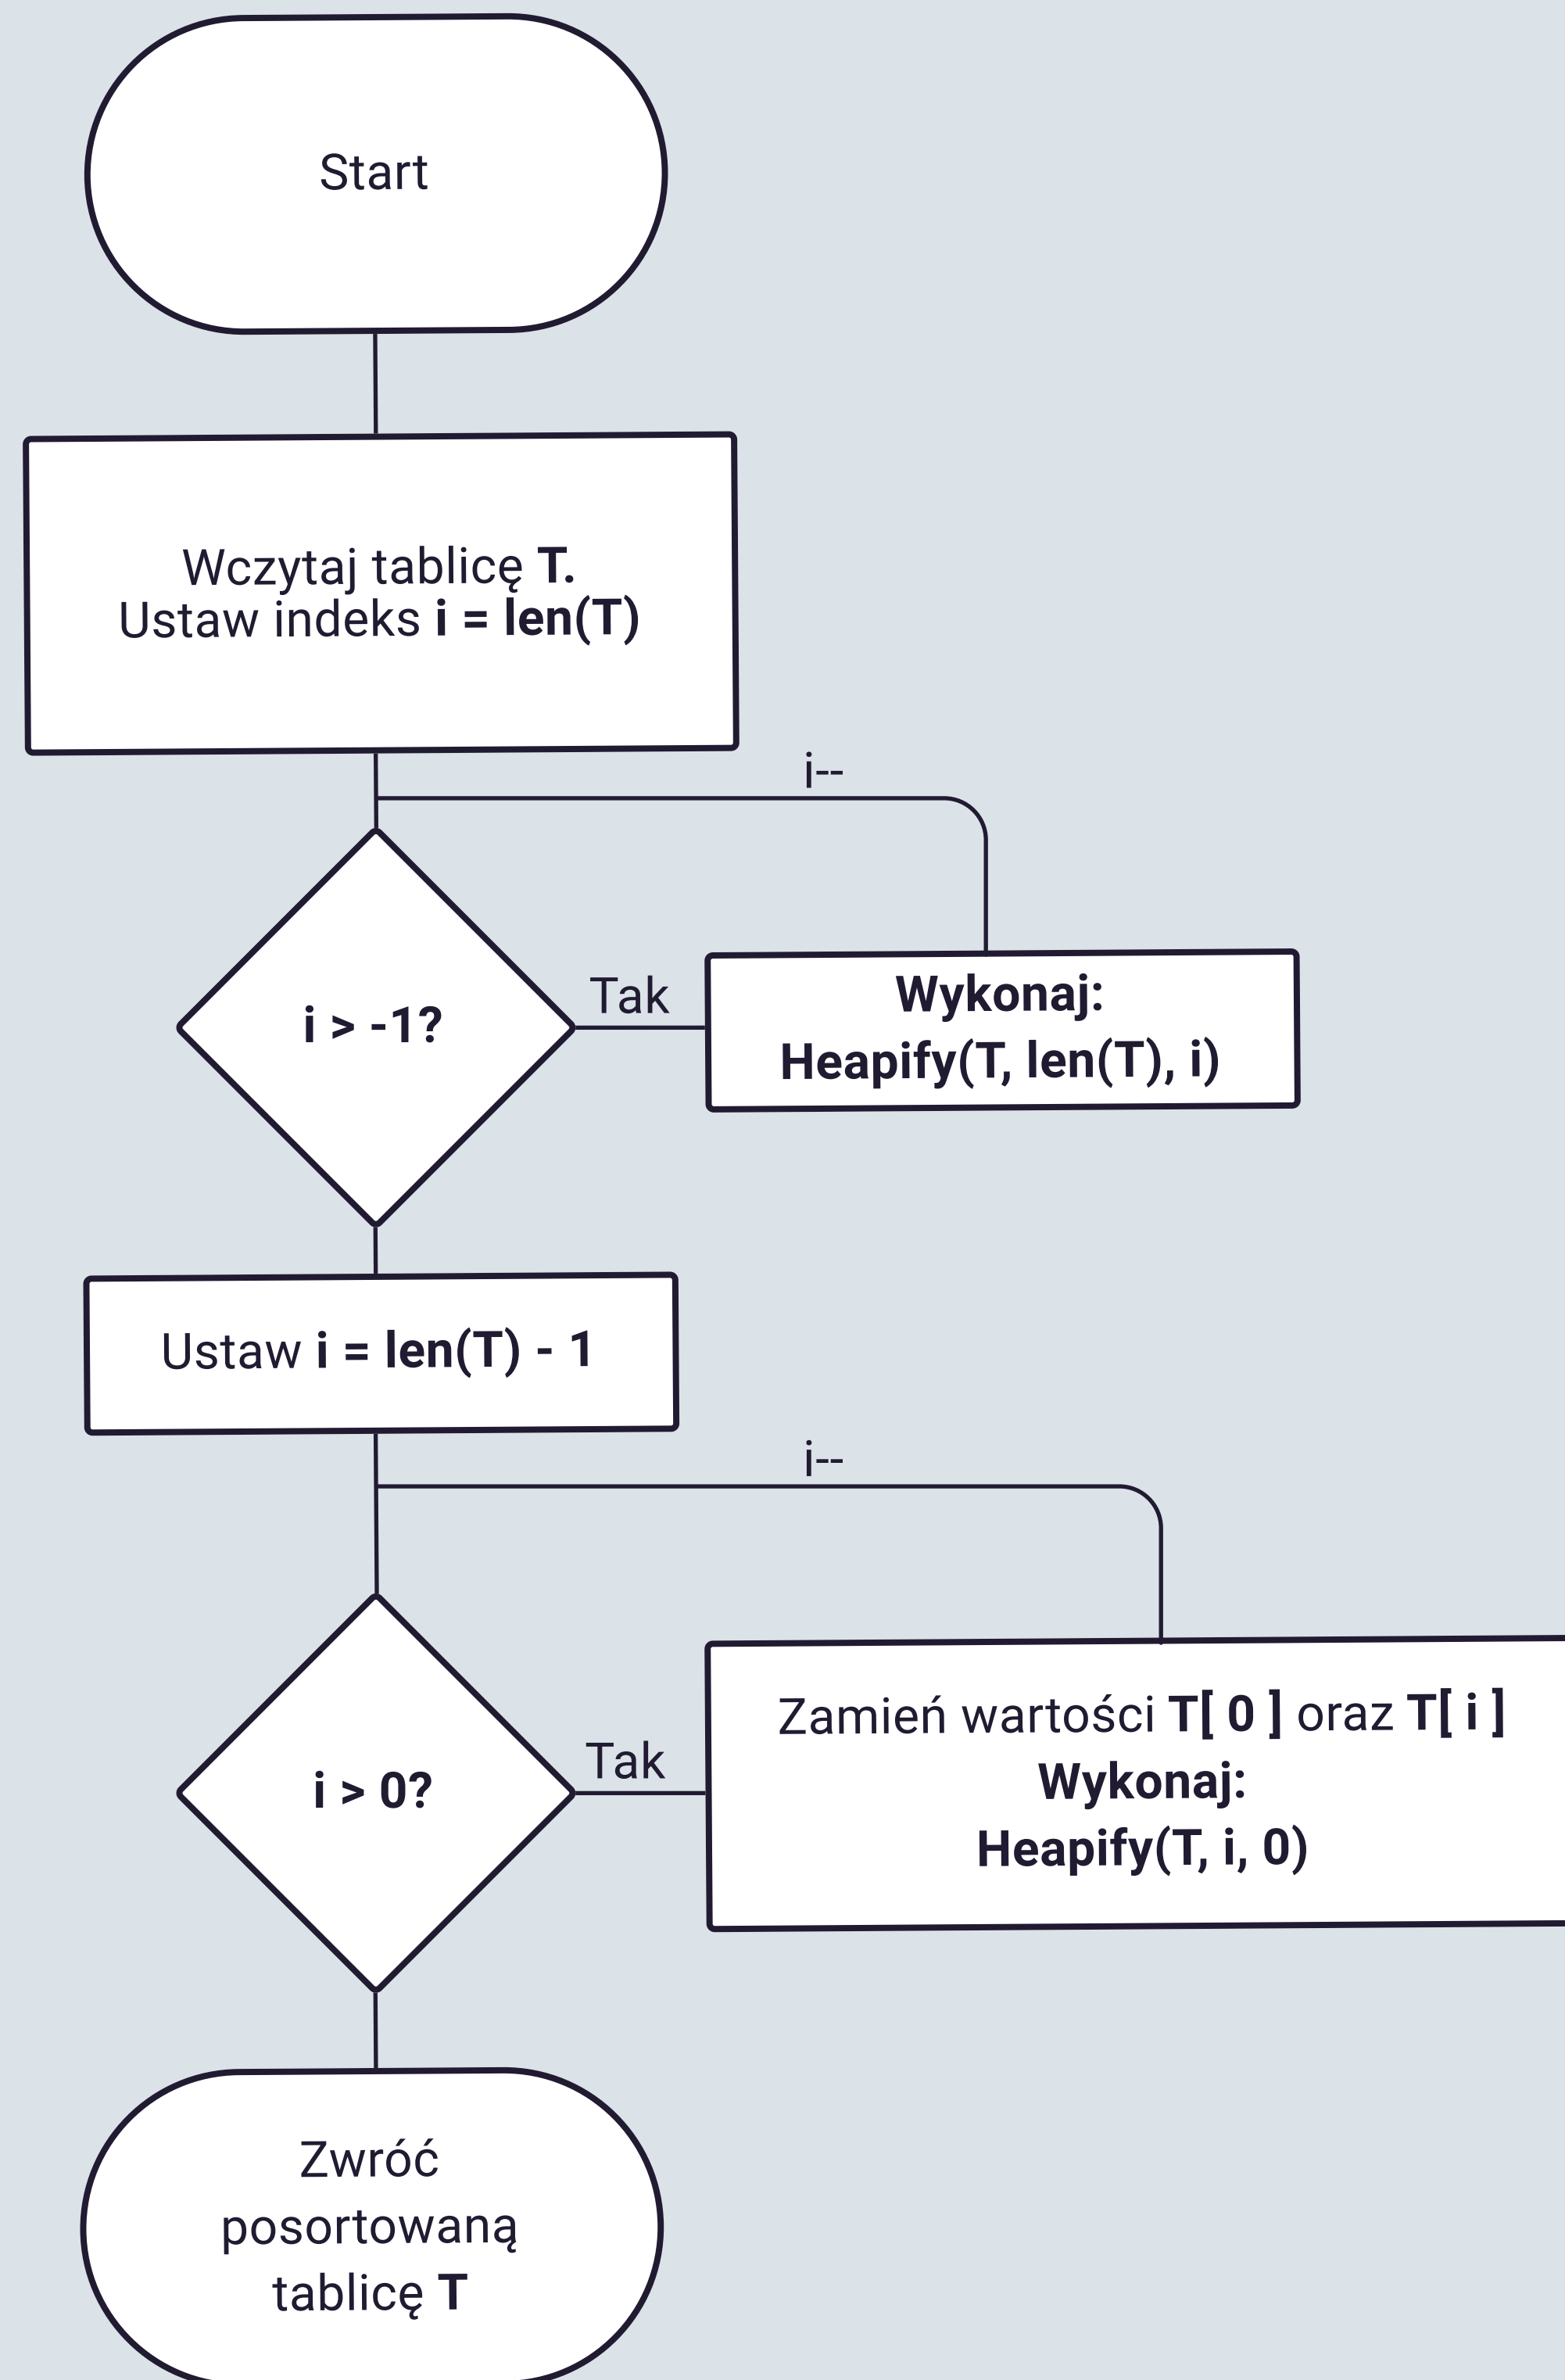 Start
Wczytaj tablicę T.
Ustaw indeks i = len(T)
i--
i > -1?
Tak
Wykonaj:
Heapify(T, len(T), i)
Ustaw i = len(T) - 1
i--
i > 0?
Tak
Zamień wartości T[ 0 ] oraz T[ i ]
Wykonaj:
Heapify(T, i, 0)
Zwróć
posortowaną
tablicę T